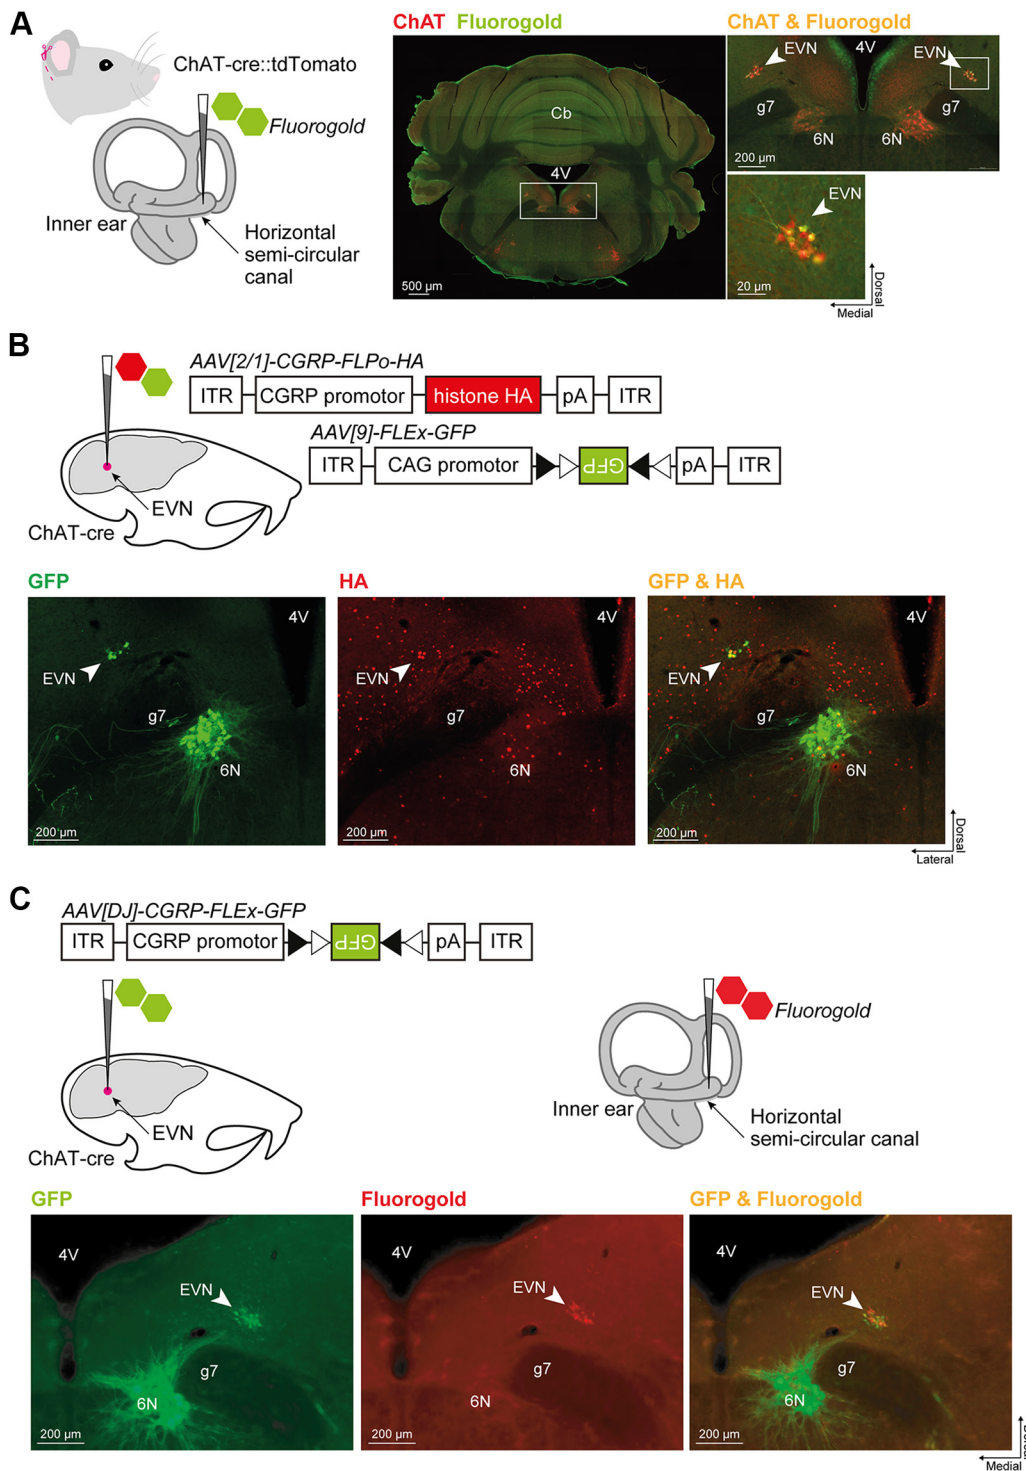 A
ChAT-cre::tdTomato
Fluorogold
Inner ear
Horizontal
semi-circular
canal
ChAT Fluorogold
Cb
4V
500 µm
ChAT & Fluorogold
EVN
4V
EVN
g7
g7
6N
6N
200 µm
EVN
20 µm
Dorsal
Medial
B
AAV[2/1]-CGRP-FLPo-HA
ITR
CGRP promotor
histone HA
pA
ITR
AAV[9]-FLEx-GFP
ITR
CAG promotor
GFP
pA
ITR
EVN
ChAT-cre
GFP
4V
EVN
g7
6N
200 µm
HA
4V
EVN
g7
6N
200 µm
GFP & HA
4V
EVN
g7
6N
200 µm
Dorsal
Lateral
C
AAV[DJ]-CGRP-FLEx-GFP
ITR
CGRP promotor
GFP
pA
ITR
EVN
ChAT-cre
Fluorogold
Inner ear
Horizontal
semi-circular canal
GFP
4V
EVN
g7
6N
200 µm
Fluorogold
4V
EVN
g7
6N
200 µm
GFP & Fluorogold
4V
EVN
g7
6N
200 µm
Medial